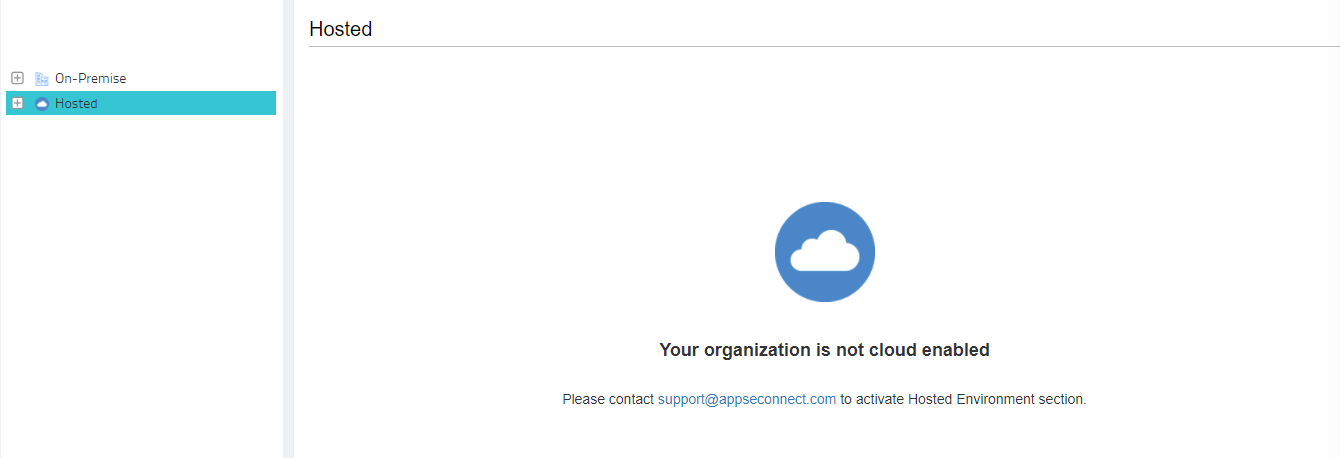 Hosted
On-Premise
Hosted
Your organization is not cloud enabled
Please contact support@appseconnect.com to activate Hosted Environment section.